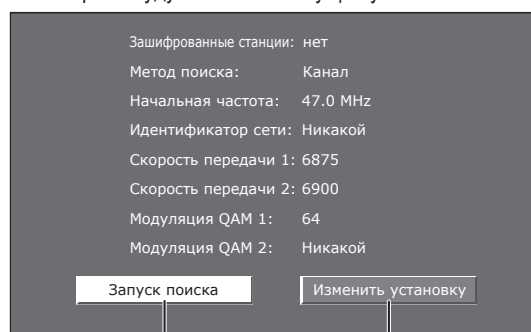 Зашифрованные станции: нет
Метод поиска: Канал
Начальная частота: 47.0 MHz
Идентификатор сети: Никакой
Скорость передачи 1: 6875
Скорость передачи 2: 6900
Модуляция QAM 1: 64
Модуляция QAM 2: Никакой
Запуск поиска Изменить установку